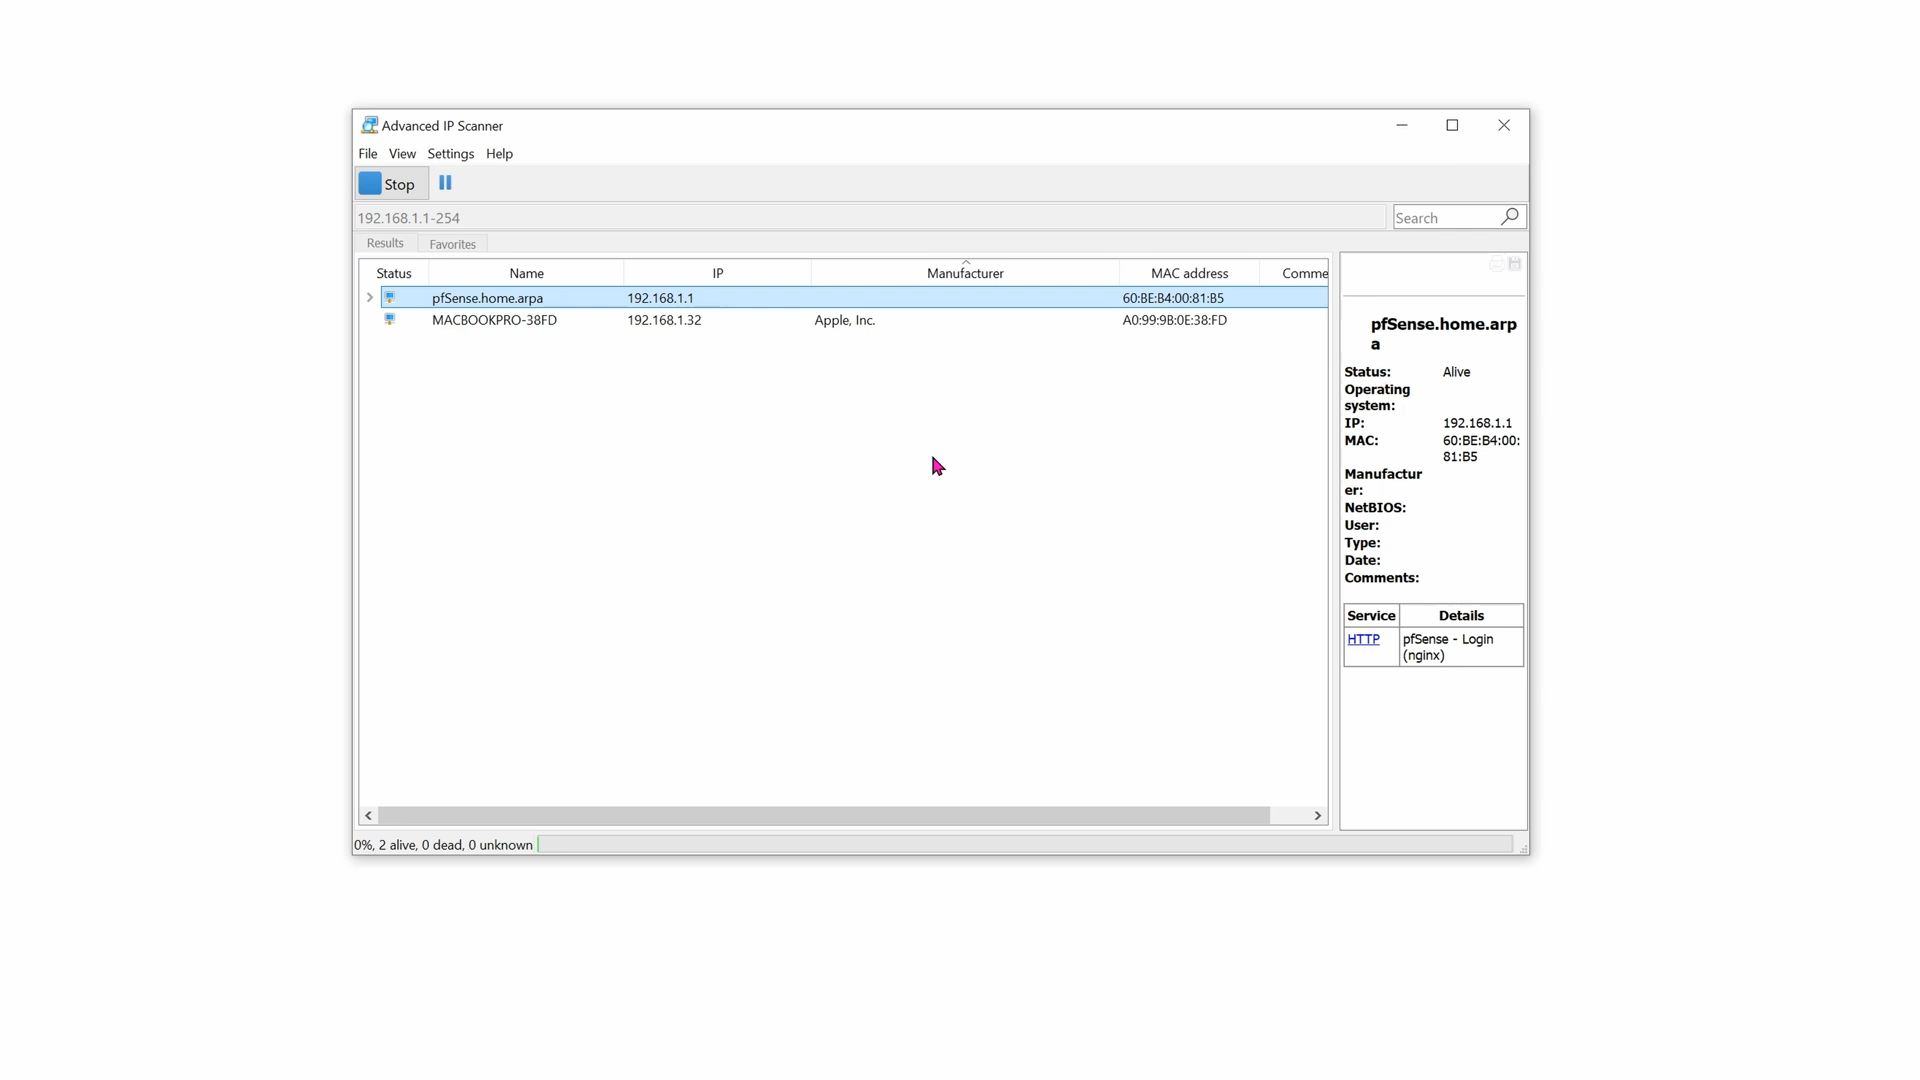 Advanced IP Scanner
File View Settings Help
Stop
192.168.1.1-254
Search
Results Favorites
Status Name IP Manufacturer MAC address Comme
pfSense.home.arpa 192.168.1.1 60:BE:B4:00:81:B5
MACBOOKPRO-38FD 192.168.1.32 Apple, Inc. A0:99:9B:0E:38:FD
pfSense.home.arp
a
Status: Alive
Operating
system:
IP: 192.168.1.1
MAC: 60:BE:B4:00:
81:B5
Manufactur
er:
NetBIOS:
User:
Type:
Date:
Comments:
Service Details
HTTP pfSense - Login
(nginx)
0%, 2 alive, 0 dead, 0 unknown